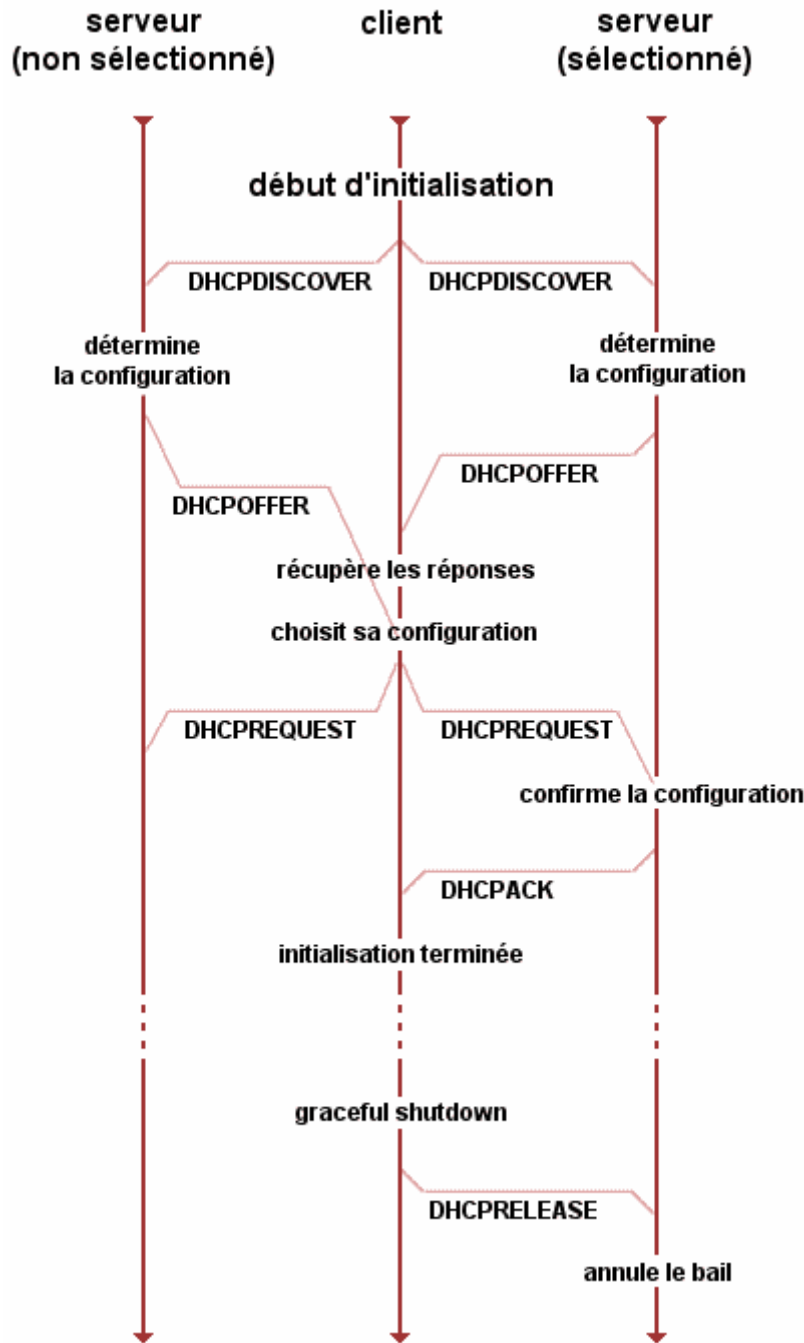 serveur
(non sélectionné)
client
serveur
(sélectionné)
début d'initialisation
DHCPDISCOVER
DHCPDISCOVER
détermine
la configuration
détermine
la configuration
DHCPOFFER
DHCPOFFER
récupère les réponses
choisit sa configuration
DHCPREQUEST
DHCPREQUEST
confirme la configuration
DHCPACK
initialisation terminée
graceful shutdown
DHCPRELEASE
annule le bail